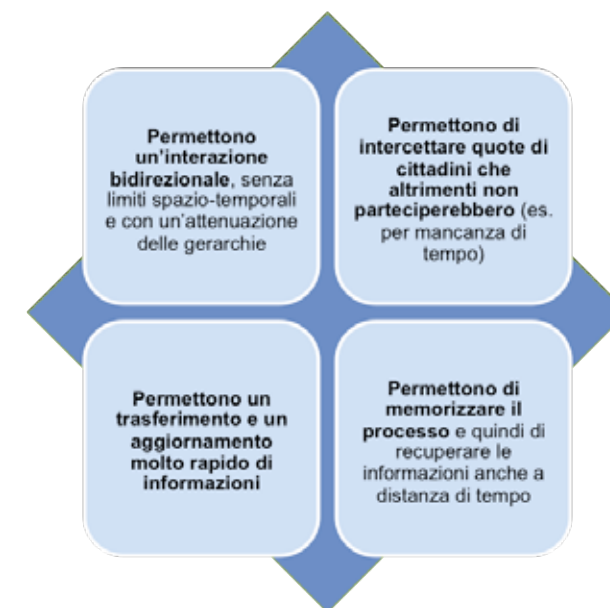 Permettono
un'interazione
bidirezionale, senza
limiti spazio-temporali
e con un'attenuazione
delle gerarchie
Permettono di
intercettare quote di
cittadini che
altrimenti non
parteciperebbero (es.
per mancanza di
tempo)
Permettono un
trasferimento e un
aggiornamento
molto rapido di
informazioni
Permettono di
memorizzare il
processo e quindi di
recuperare le
informazioni anche a
distanza di tempo